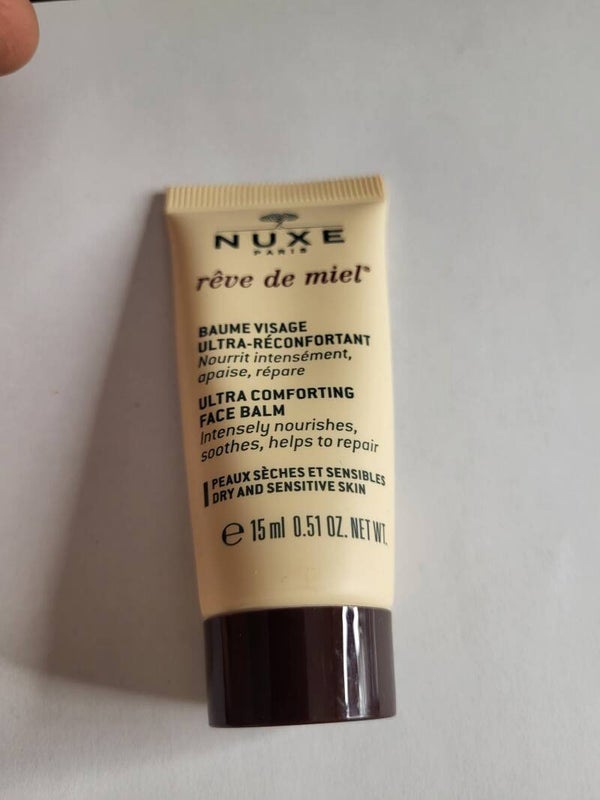 NUXE
PARIS
rêve de miel®
BAUME VISAGE
ULTRA-RÉCONFORTANT
Nourrit intensément,
apaise, répare
ULTRA COMFORTING
FACE BALM
Intensely nourishes,
soothes, helps to repair
PEAUX SÈCHES ET SENSIBLES
DRY AND SENSITIVE SKIN
℮ 15 ml 0.51 OZ. NET WT.